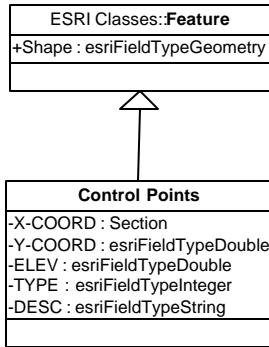 ESRI Classes::Feature
+Shape : esriFieldTypeGeometry
Control Points
-X-COORD : Section
-Y-COORD : esriFieldTypeDouble
-ELEV : esriFieldTypeDouble
-TYPE : esriFieldTypeInteger
-DESC : esriFieldTypeString